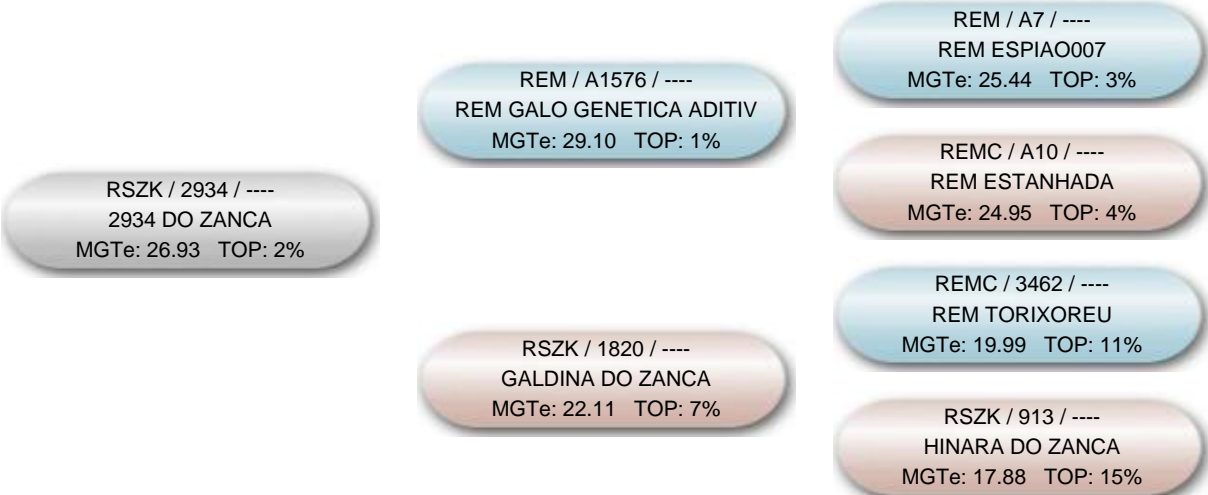 RSZK / 2934 / ----
2934 DO ZANCA
MGTe: 26.93 TOP: 2%
REM / A1576 / ----
REM GALO GENETICA ADITIV
MGTe: 29.10 TOP: 1%
RSZK / 1820 / ----
GALDINA DO ZANCA
MGTe: 22.11 TOP: 7%
REM / A7 / ----
REM ESPIAO007
MGTe: 25.44 TOP: 3%
REMC / A10 / ----
REM ESTANHADA
MGTe: 24.95 TOP: 4%
REMC / 3462 / ----
REM TORIXOREU
MGTe: 19.99 TOP: 11%
RSZK / 913 / ----
HINARA DO ZANCA
MGTe: 17.88 TOP: 15%